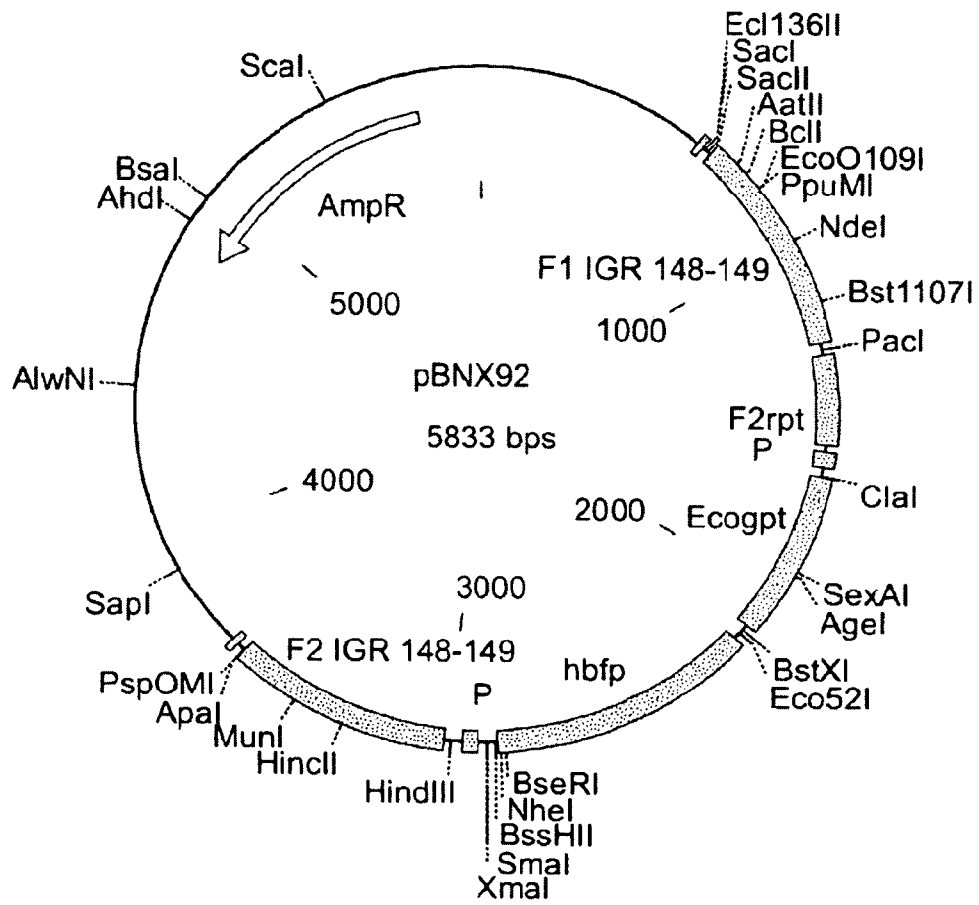 Ecl136II
SacI
SacII
AatII
BclI
EcoO109I
PpuMI
NdeI
Bst1107I
PacI
ScaI
BsaI
AhdI
AmpR
F1 IGR 148-149
5000
1000
pBNX92
5833 bps
AlwNI
F2rpt
P
ClaI
4000
2000
Ecogpt
SapI
3000
SexAI
AgeI
F2 IGR 148-149
hbfp
BstXI
Eco52I
P
PspOMI
ApaI
MunI
HincII
HindIII
BseRI
NheI
BssHII
SmaI
XmaI